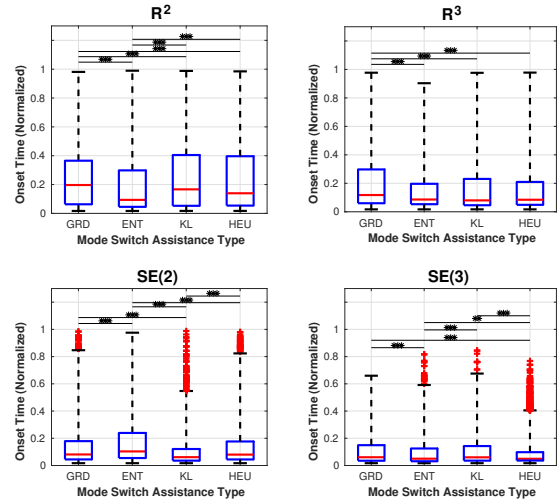 R²
***
***
***
***
***
Onset Time (Normalized)
1
0.8
0.6
0.4
0.2
0
GRD ENT KL HEU
Mode Switch Assistance Type
R³
***
***
***
Onset Time (Normalized)
1
0.8
0.6
0.4
0.2
0
GRD ENT KL HEU
Mode Switch Assistance Type
SE(2)
***
***
***
***
***
Onset Time (Normalized)
1
0.8
0.6
0.4
0.2
0
GRD ENT KL HEU
Mode Switch Assistance Type
SE(3)
***
**
***
***
***
Onset Time (Normalized)
1
0.8
0.6
0.4
0.2
0
GRD ENT KL HEU
Mode Switch Assistance Type